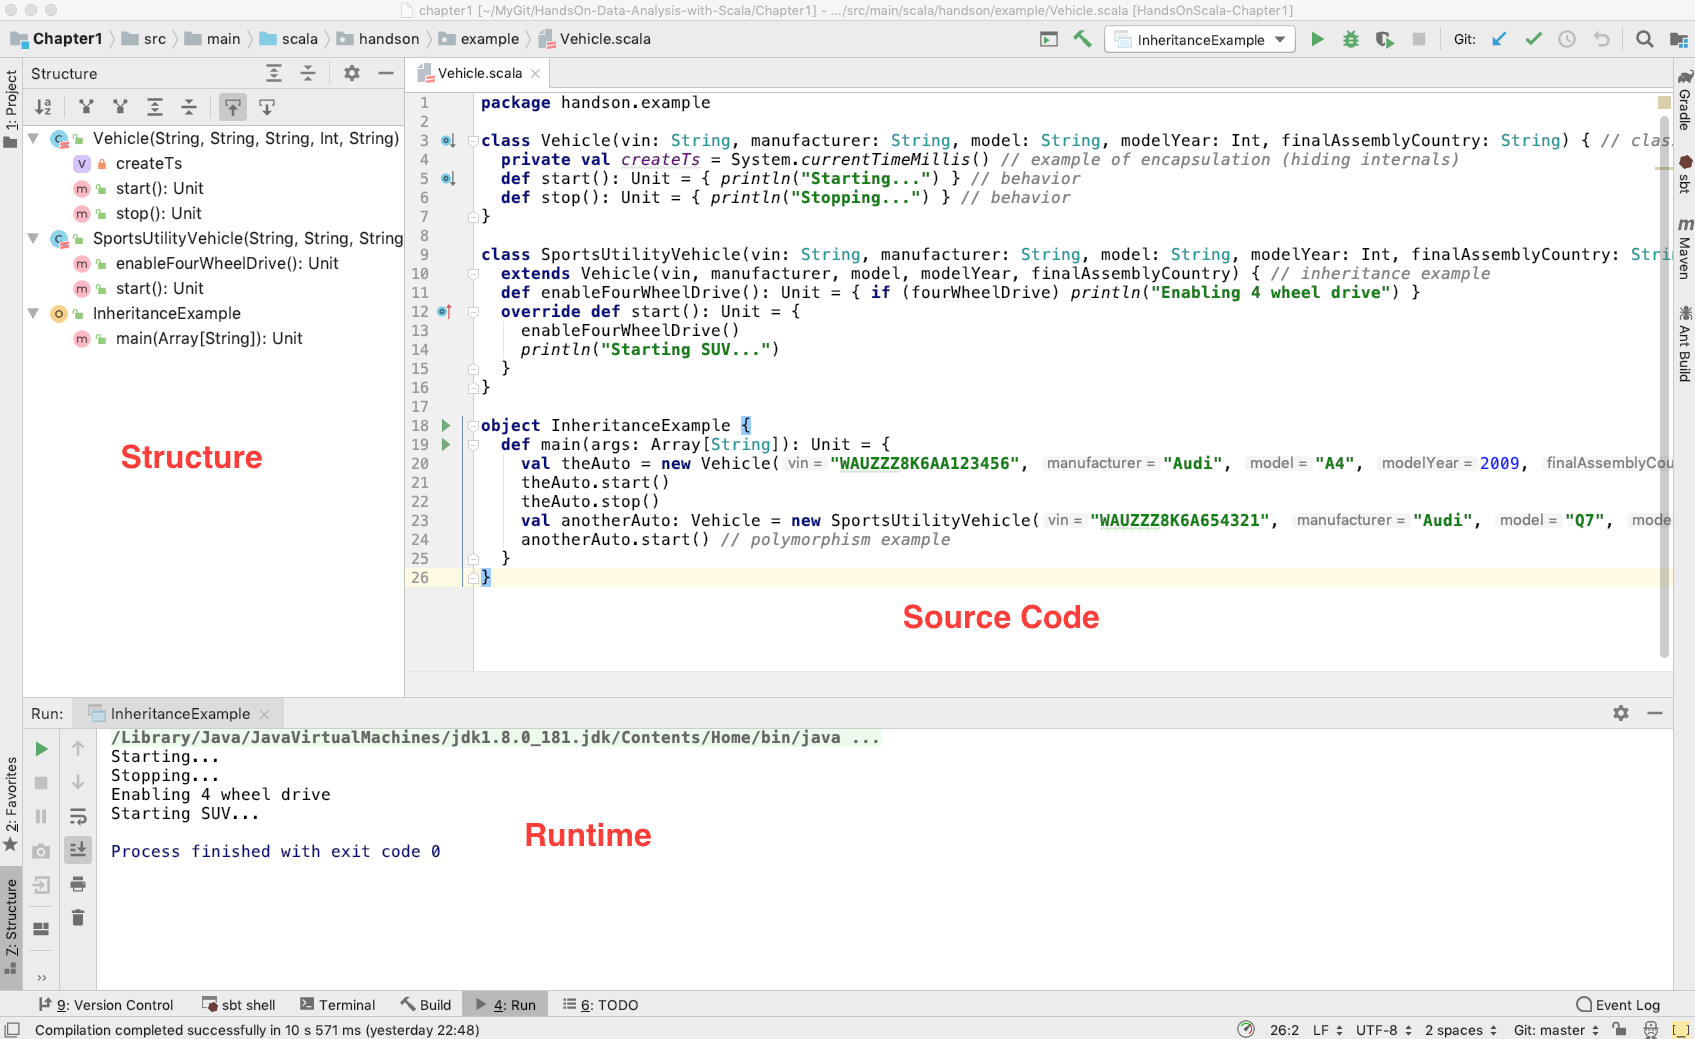 chapter1 [~/MyGit/HandsOn-Data-Analysis-with-Scala/Chapter1] - .../src/main/scala/handson/example/Vehicle.scala [HandsOnScala-Chapter1]
Chapter1 src main scala handson example Vehicle.scala InheritanceExample Git:
1: Project
Structure
Vehicle(String, String, String, Int, String)
createTs
start(): Unit
stop(): Unit
SportsUtilityVehicle(String, String, String
enableFourWheelDrive(): Unit
start(): Unit
InheritanceExample
main(Array[String]): Unit
Structure
Vehicle.scala
1 package handson.example
2
3 class Vehicle(vin: String, manufacturer: String, model: String, modelYear: Int, finalAssemblyCountry: String) { // clas
4 private val createTs = System.currentTimeMillis() // example of encapsulation (hiding internals)
5 def start(): Unit = { println("Starting...") } // behavior
6 def stop(): Unit = { println("Stopping...") } // behavior
7 }
8
9 class SportsUtilityVehicle(vin: String, manufacturer: String, model: String, modelYear: Int, finalAssemblyCountry: Stri
10 extends Vehicle(vin, manufacturer, model, modelYear, finalAssemblyCountry) { // inheritance example
11 def enableFourWheelDrive(): Unit = { if (fourWheelDrive) println("Enabling 4 wheel drive") }
12 override def start(): Unit = {
13 enableFourWheelDrive()
14 println("Starting SUV...")
15 }
16 }
17
18 object InheritanceExample {
19 def main(args: Array[String]): Unit = {
20 val theAuto = new Vehicle( vin = "WAUZZZ8K6AA123456", manufacturer = "Audi", model = "A4", modelYear = 2009, finalAssemblyCou
21 theAuto.start()
22 theAuto.stop()
23 val anotherAuto: Vehicle = new SportsUtilityVehicle( vin = "WAUZZZ8K6A654321", manufacturer = "Audi", model = "Q7", mode
24 anotherAuto.start() // polymorphism example
25 }
26 }
Source Code
Gradle
sbt
Maven
Ant Build
Run: InheritanceExample
/Library/Java/JavaVirtualMachines/jdk1.8.0_181.jdk/Contents/Home/bin/java ...
Starting...
Stopping...
Enabling 4 wheel drive
Starting SUV...
Process finished with exit code 0
Runtime
2: Favorites
Z: Structure
9: Version Control sbt shell Terminal Build 4: Run 6: TODO Event Log
Compilation completed successfully in 10 s 571 ms (yesterday 22:48) 26:2 LF UTF-8 2 spaces Git: master